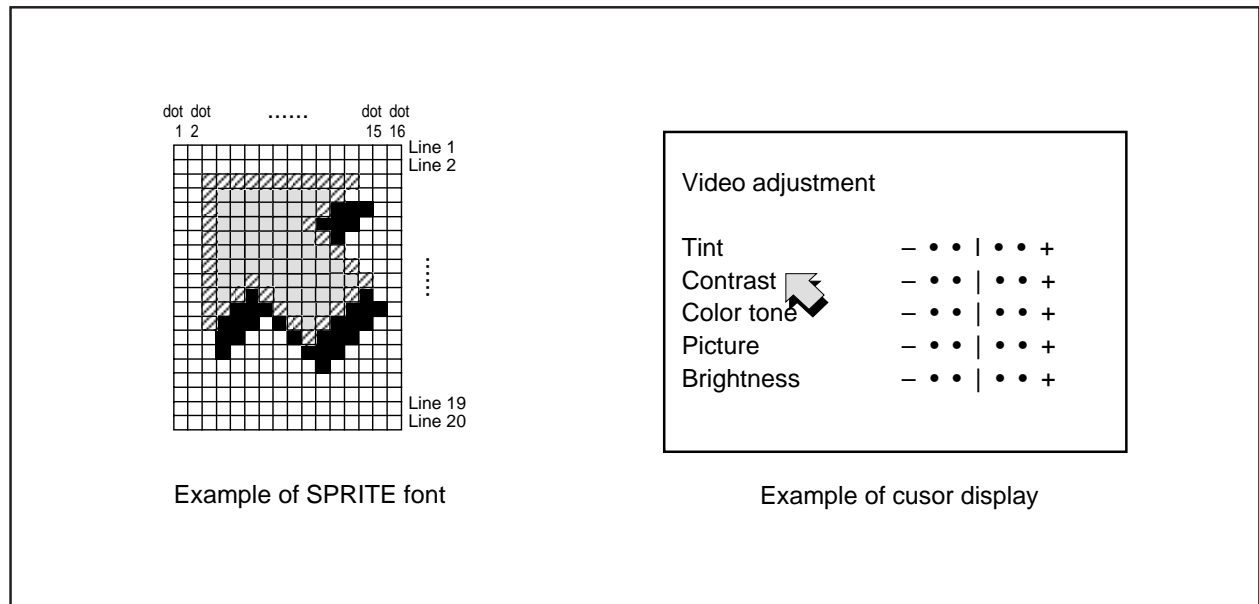 dot dot ...... dot dot
1 2 15 16
Line 1
Line 2
Line 19
Line 20
Example of SPRITE font
Video adjustment
Tint – • • | • • +
Contrast – • • | • • +
Color tone – • • | • • +
Picture – • • | • • +
Brightness – • • | • • +
Example of cusor display